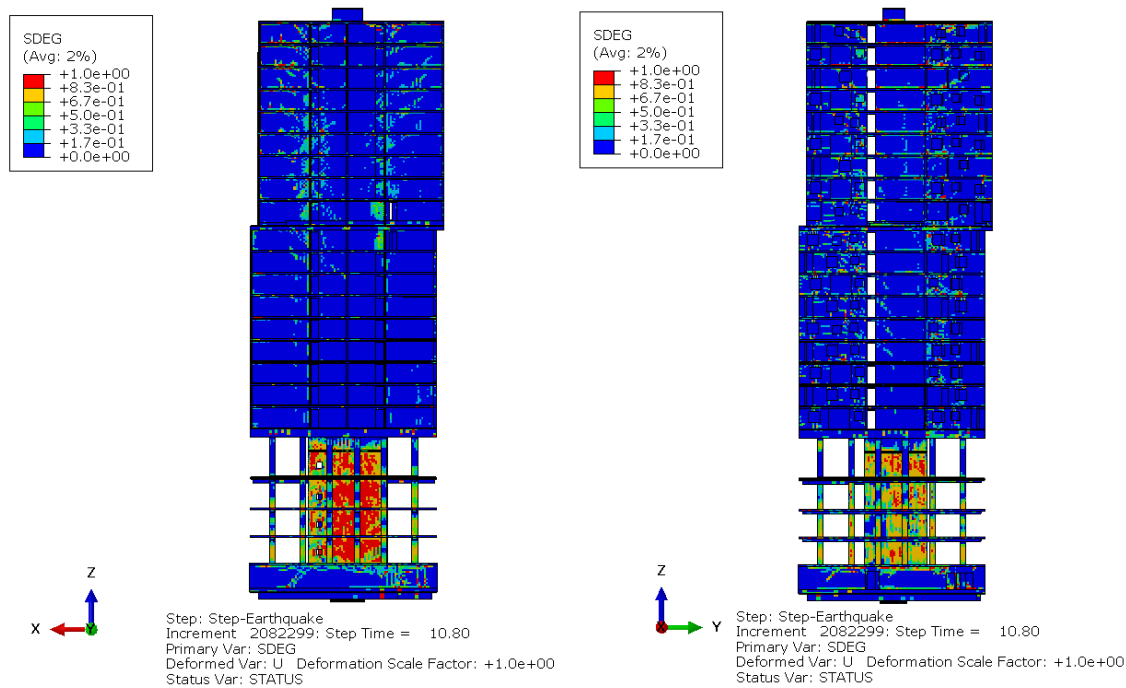 SDEG
(Avg: 2%)
+1.0e+00
+8.3e-01
+6.7e-01
+5.0e-01
+3.3e-01
+1.7e-01
+0.0e+00
Z
X
Y
Step: Step-Earthquake
Increment 2082299: Step Time = 10.80
Primary Var: SDEG
Deformed Var: U Deformation Scale Factor: +1.0e+00
Status Var: STATUS
SDEG
(Avg: 2%)
+1.0e+00
+8.3e-01
+6.7e-01
+5.0e-01
+3.3e-01
+1.7e-01
+0.0e+00
Z
X
Y
Step: Step-Earthquake
Increment 2082299: Step Time = 10.80
Primary Var: SDEG
Deformed Var: U Deformation Scale Factor: +1.0e+00
Status Var: STATUS